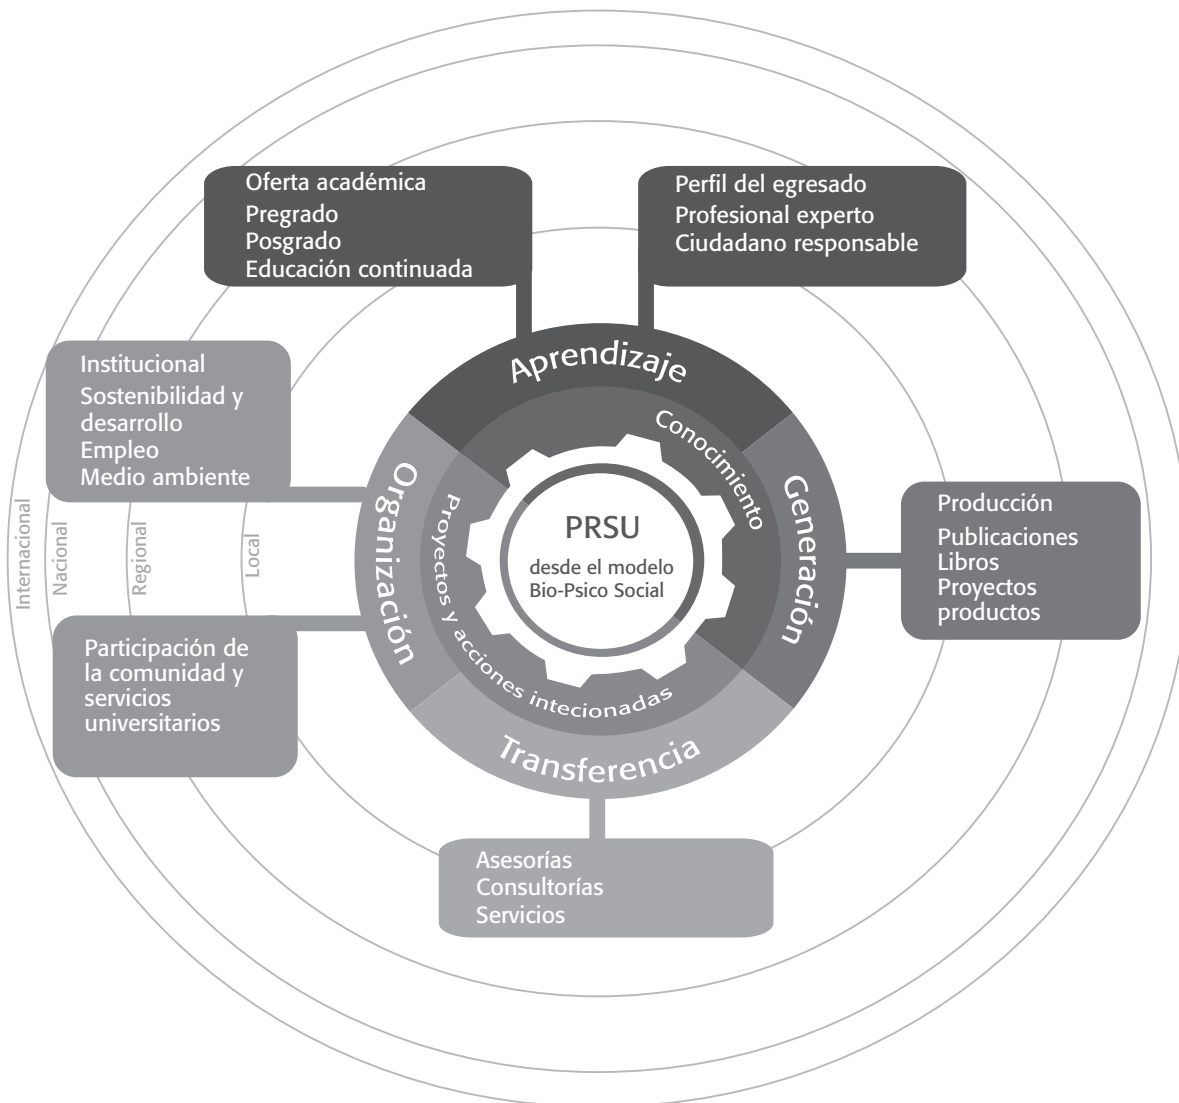 Oferta académica
Pregrado
Posgrado
Educación continuada
Perfil del egresado
Profesional experto
Ciudadano responsable
Aprendizaje
Conocimiento
Institucional
Sostenibilidad y
desarrollo
Empleo
Medio ambiente
Organización
Proyectos y acciones intecionadas
PRSU
desde el modelo
Bio-Psico Social
Generación
Producción
Publicaciones
Libros
Proyectos
productos
Internacional
Nacional
Regional
Local
Participación de
la comunidad y
servicios
universitarios
Transferencia
Asesorías
Consultorías
Servicios